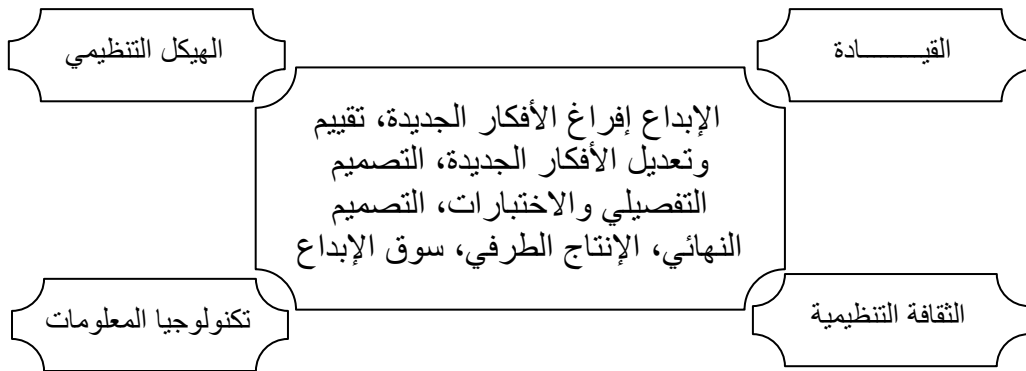 القيــــــــادة
الهيكل التنظيمي
الإبداع إفراغ الأفكار الجديدة، تقييم
وتعديل الأفكار الجديدة، التصميم
التفصيلي والاختبارات، التصميم
النهائي، الإنتاج الطرفي، سوق الإبداع
الثقافة التنظيمية
تكنولوجيا المعلومات